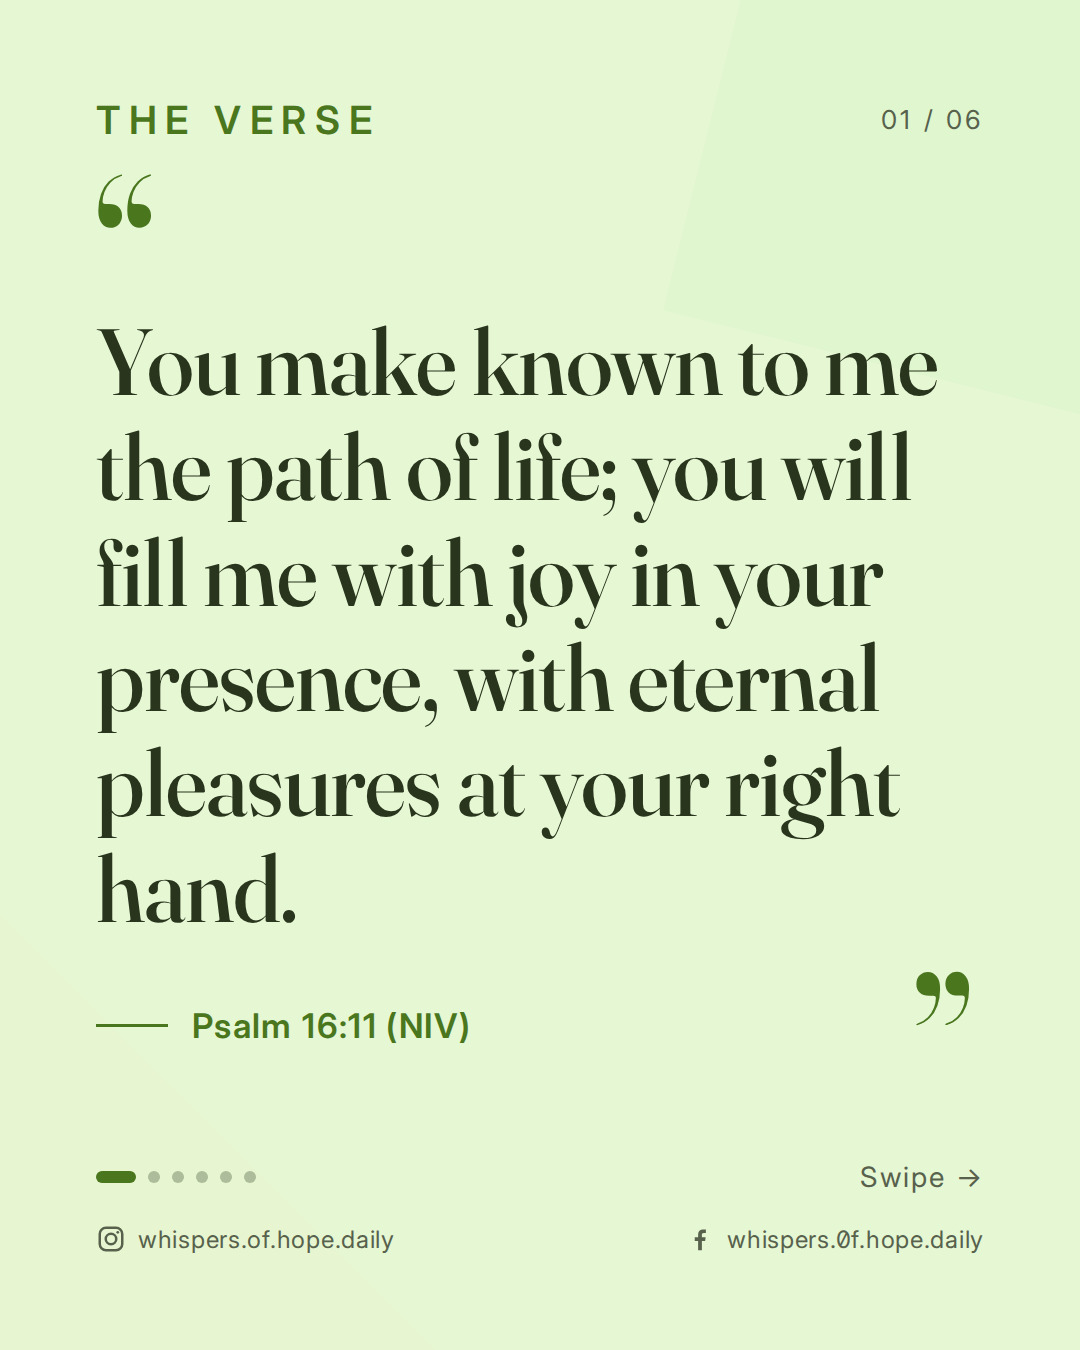 THE VERSE
01 / 06
“
You make known to me
the path of life; you will
fill me with joy in your
presence, with eternal
pleasures at your right
hand.
”
Psalm 16:11 (NIV)
Swipe →
whispers.of.hope.daily
whispers.0f.hope.daily